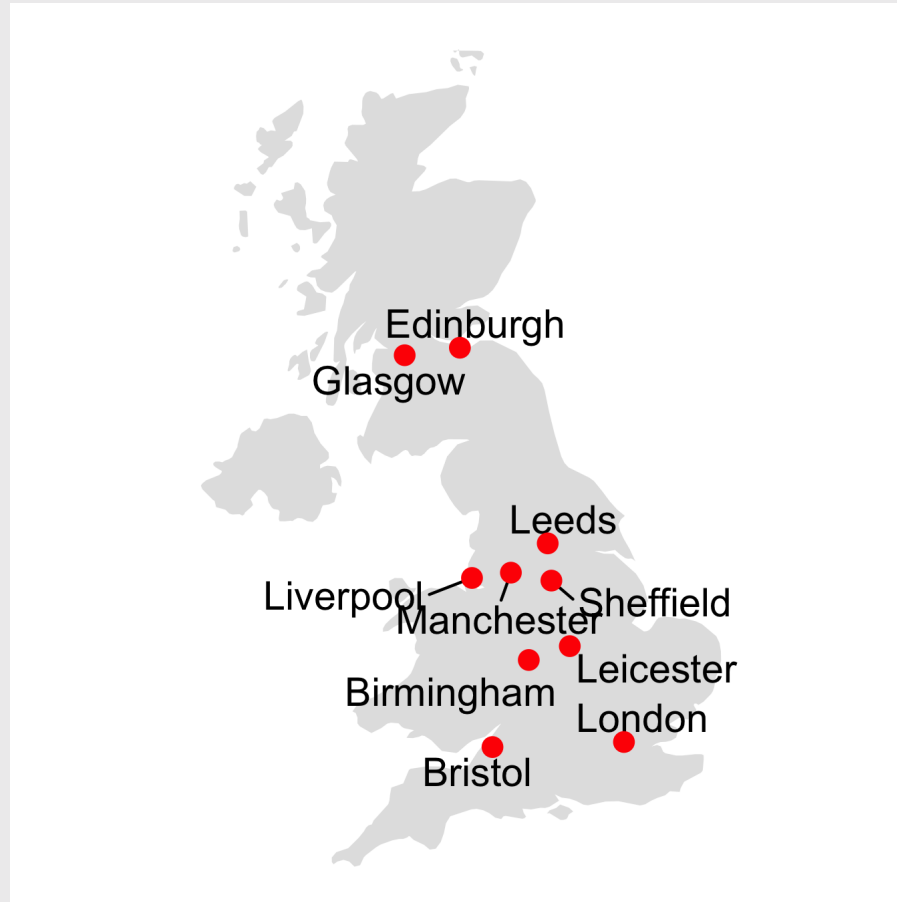 Edinburgh
Glasgow
Leeds
Liverpool
Sheffield
Manchester
Leicester
Birmingham
London
Bristol